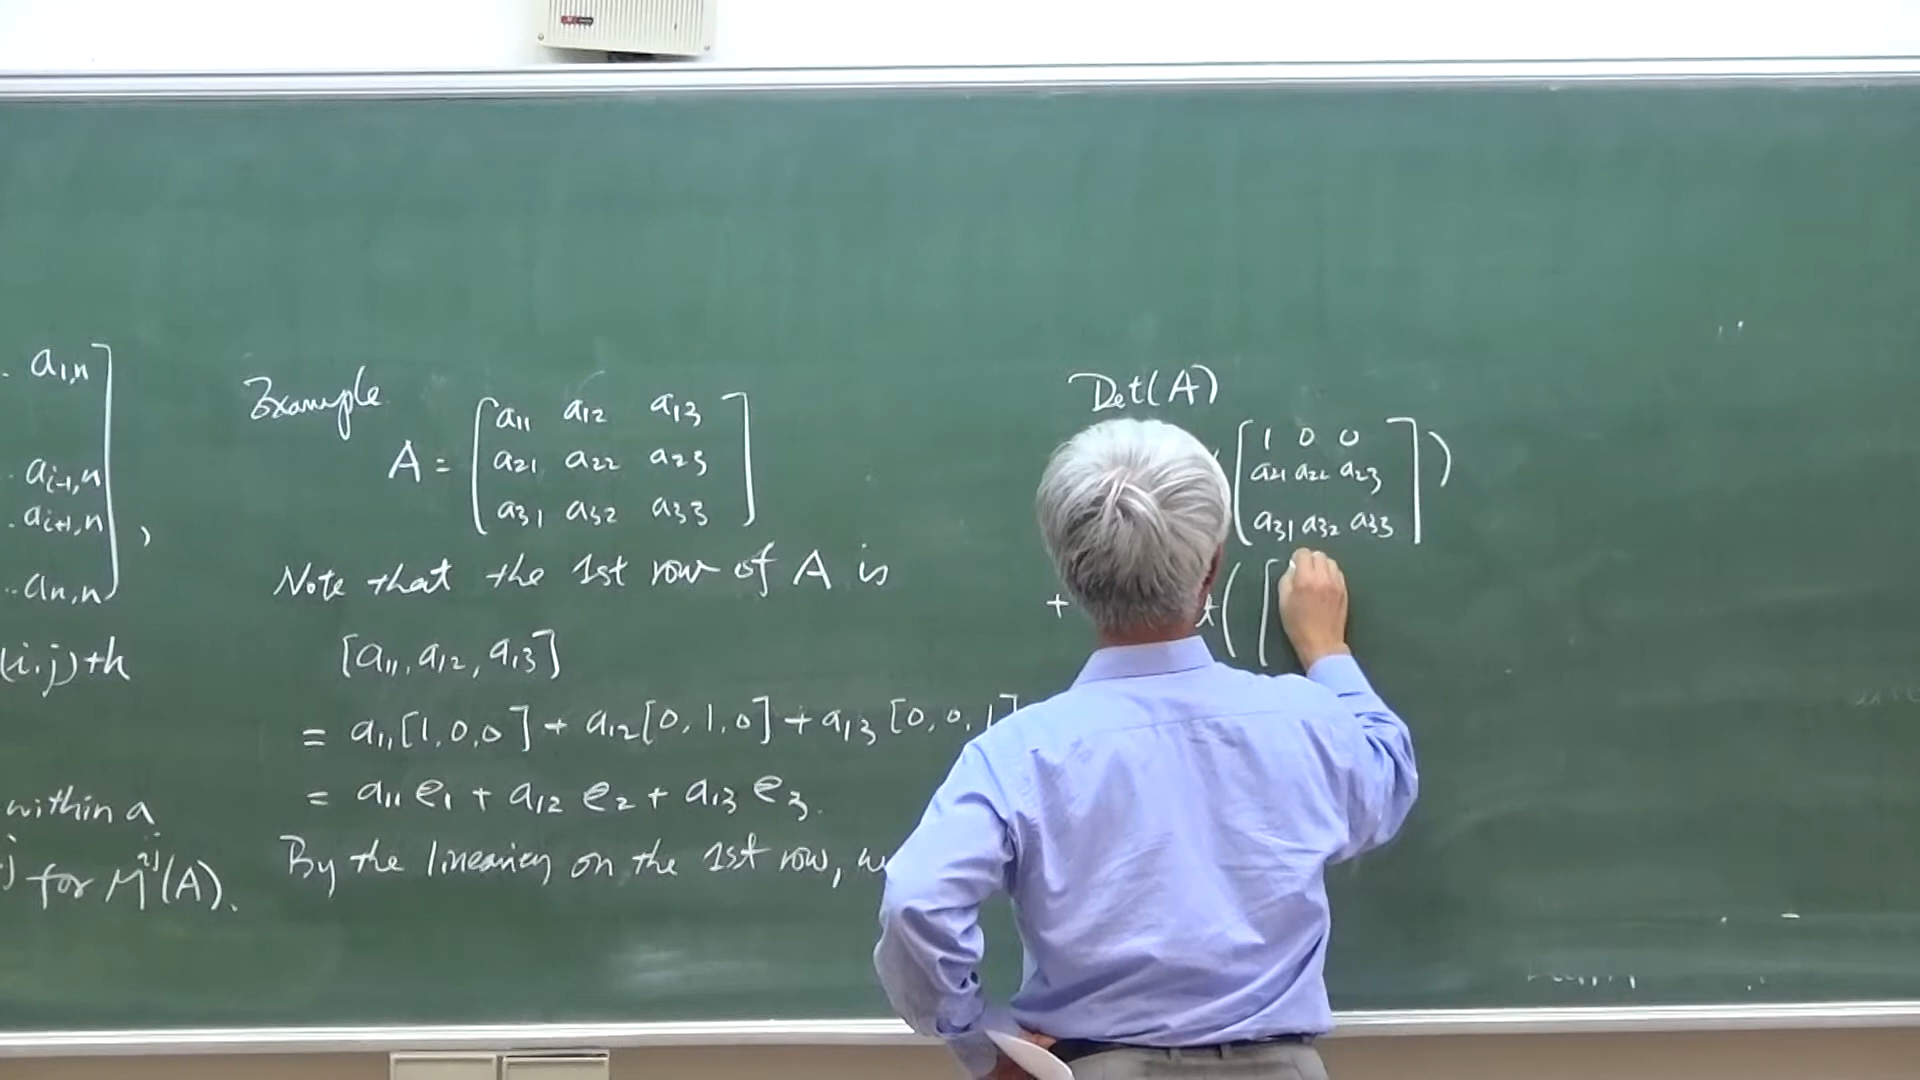 . a1,n
. ai-1,n
. ai+1,n
.. an,n ,
(i,j)th
within a
j for M^ij(A).
Example
A = [a11 a12 a13
a21 a22 a23
a31 a32 a33]
Note that the 1st row of A is
[a11, a12, a13]
= a11[1,0,0] + a12[0,1,0] + a13[0,0,1]
= a11 e1 + a12 e2 + a13 e3.
By the linearity on the 1st row, w
Det(A)
([1 0 0
a21 a22 a23
a31 a32 a33])
+ t([